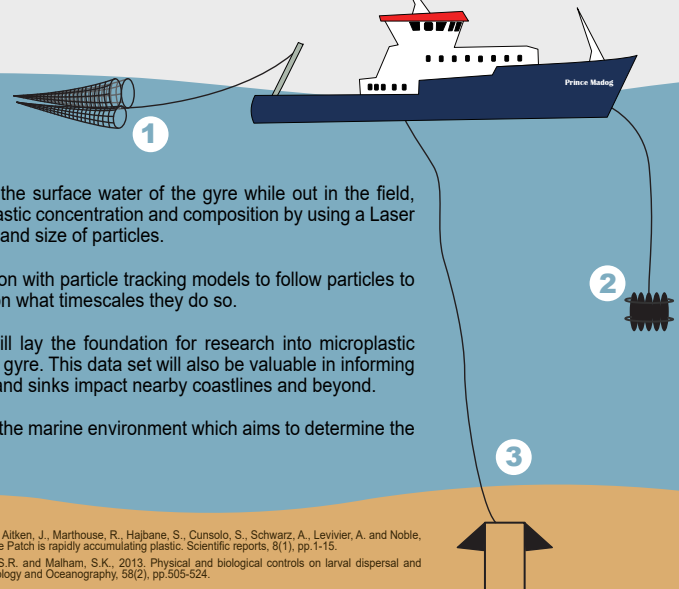 Prince Madog
1
the surface water of the gyre while out in the field,
astic concentration and composition by using a Laser
and size of particles.
on with particle tracking models to follow particles to
on what timescales they do so.
2
ill lay the foundation for research into microplastic
gyre. This data set will also be valuable in informing
and sinks impact nearby coastlines and beyond.
the marine environment which aims to determine the
3
Aitken, J., Marthouse, R., Hajbane, S., Cunsolo, S., Schwarz, A., Levivier, A. and Noble,
e Patch is rapidly accumulating plastic. Scientific reports, 8(1), pp.1-15.
S.R. and Malham, S.K., 2013. Physical and biological controls on larval dispersal and
ology and Oceanography, 58(2), pp.505-524.